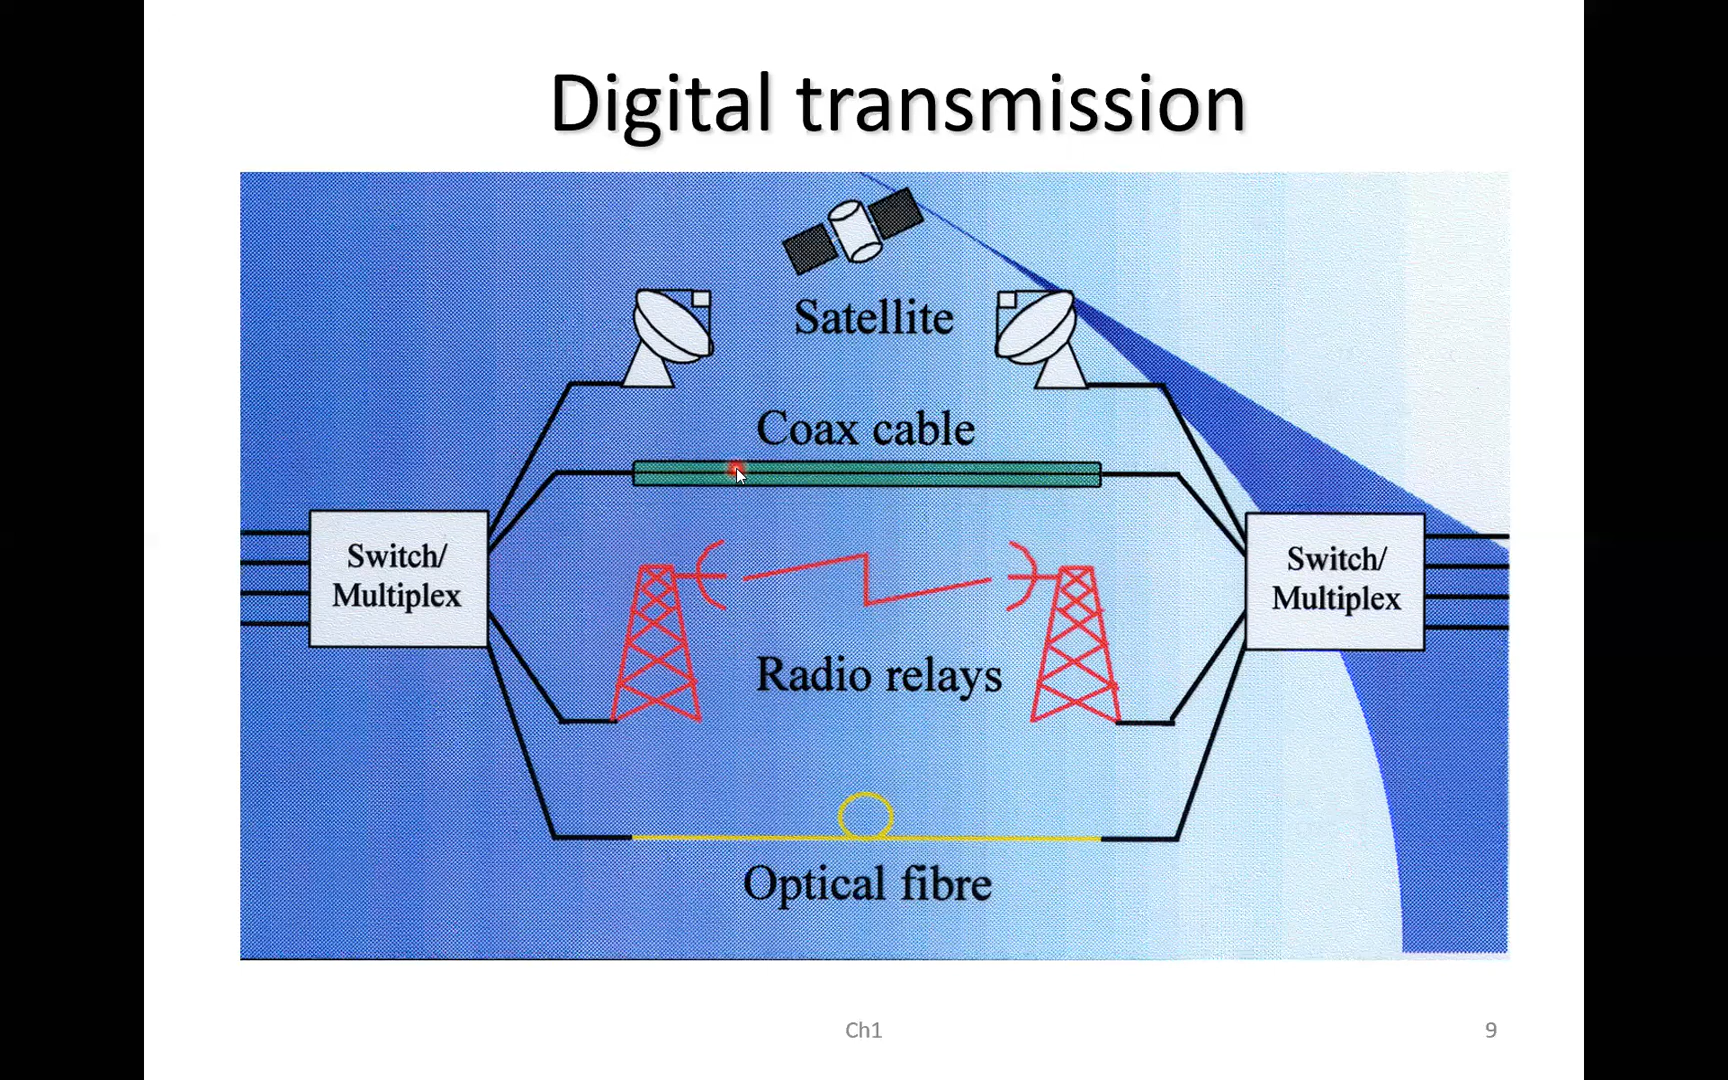 Digital transmission
Satellite
Coax cable
Switch/
Multiplex
Switch/
Multiplex
Radio relays
Optical fibre
Ch1
9